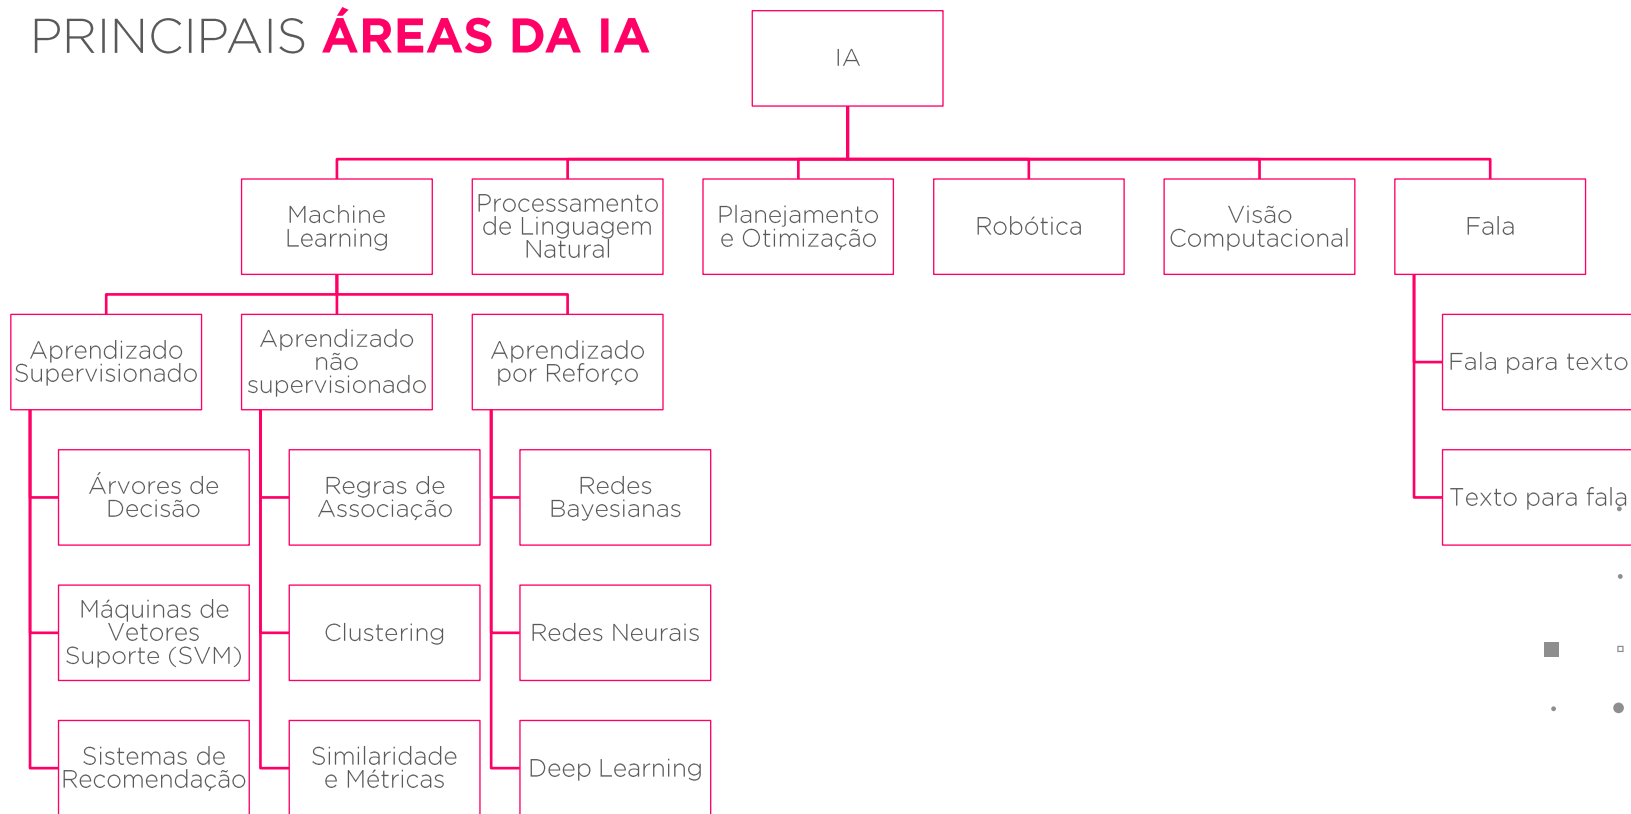 PRINCIPAIS ÁREAS DA IA
IA
Machine
Learning
Processamento
de Linguagem
Natural
Planejamento
e Otimização
Robótica
Visão
Computacional
Fala
Aprendizado
Supervisionado
Aprendizado
não
supervisionado
Aprendizado
por Reforço
Fala para texto
Árvores de
Decisão
Regras de
Associação
Redes
Bayesianas
Texto para fala
Máquinas de
Vetores
Suporte (SVM)
Clustering
Redes Neurais
Sistemas de
Recomendação
Similaridade
e Métricas
Deep Learning